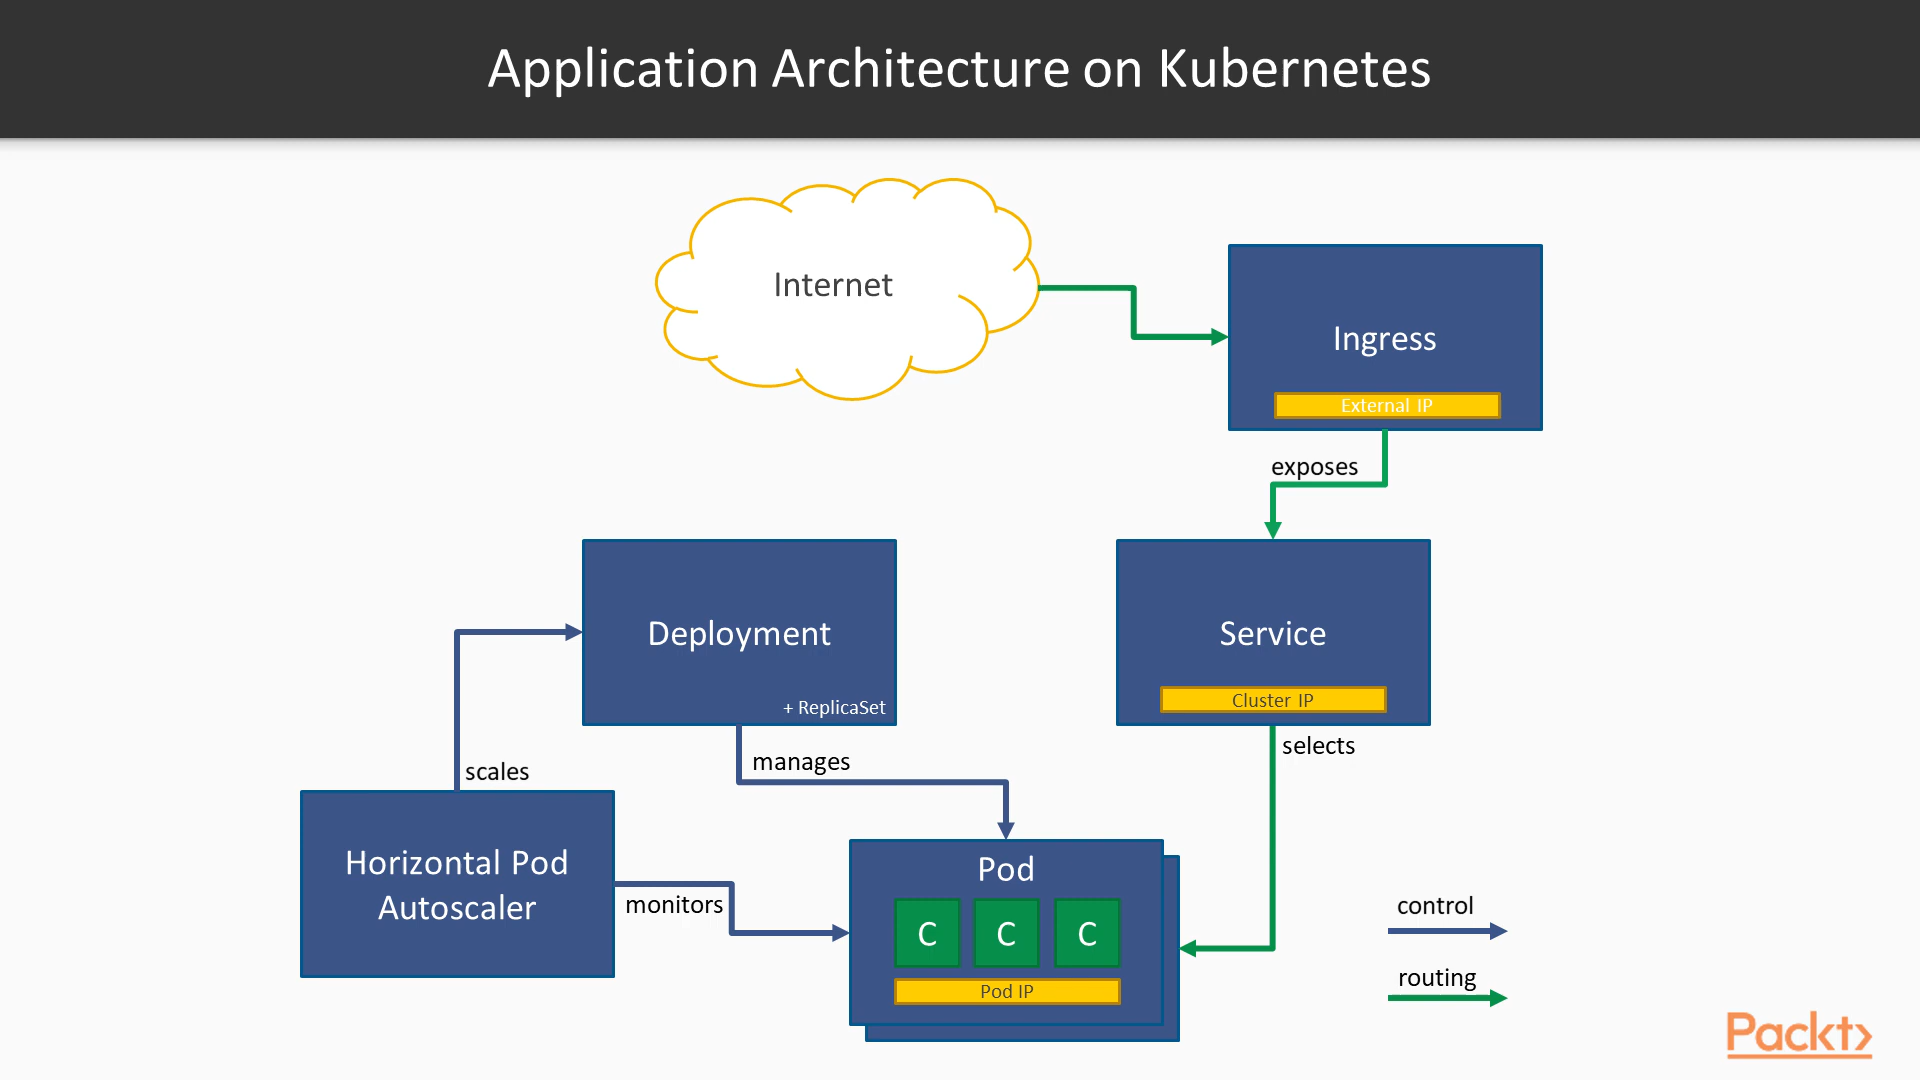 Application Architecture on Kubernetes
Internet
Ingress
External IP
exposes
Deployment
+ ReplicaSet
Service
Cluster IP
selects
manages
scales
Horizontal Pod
Autoscaler
monitors
Pod
C C C
Pod IP
control
routing
Packt>